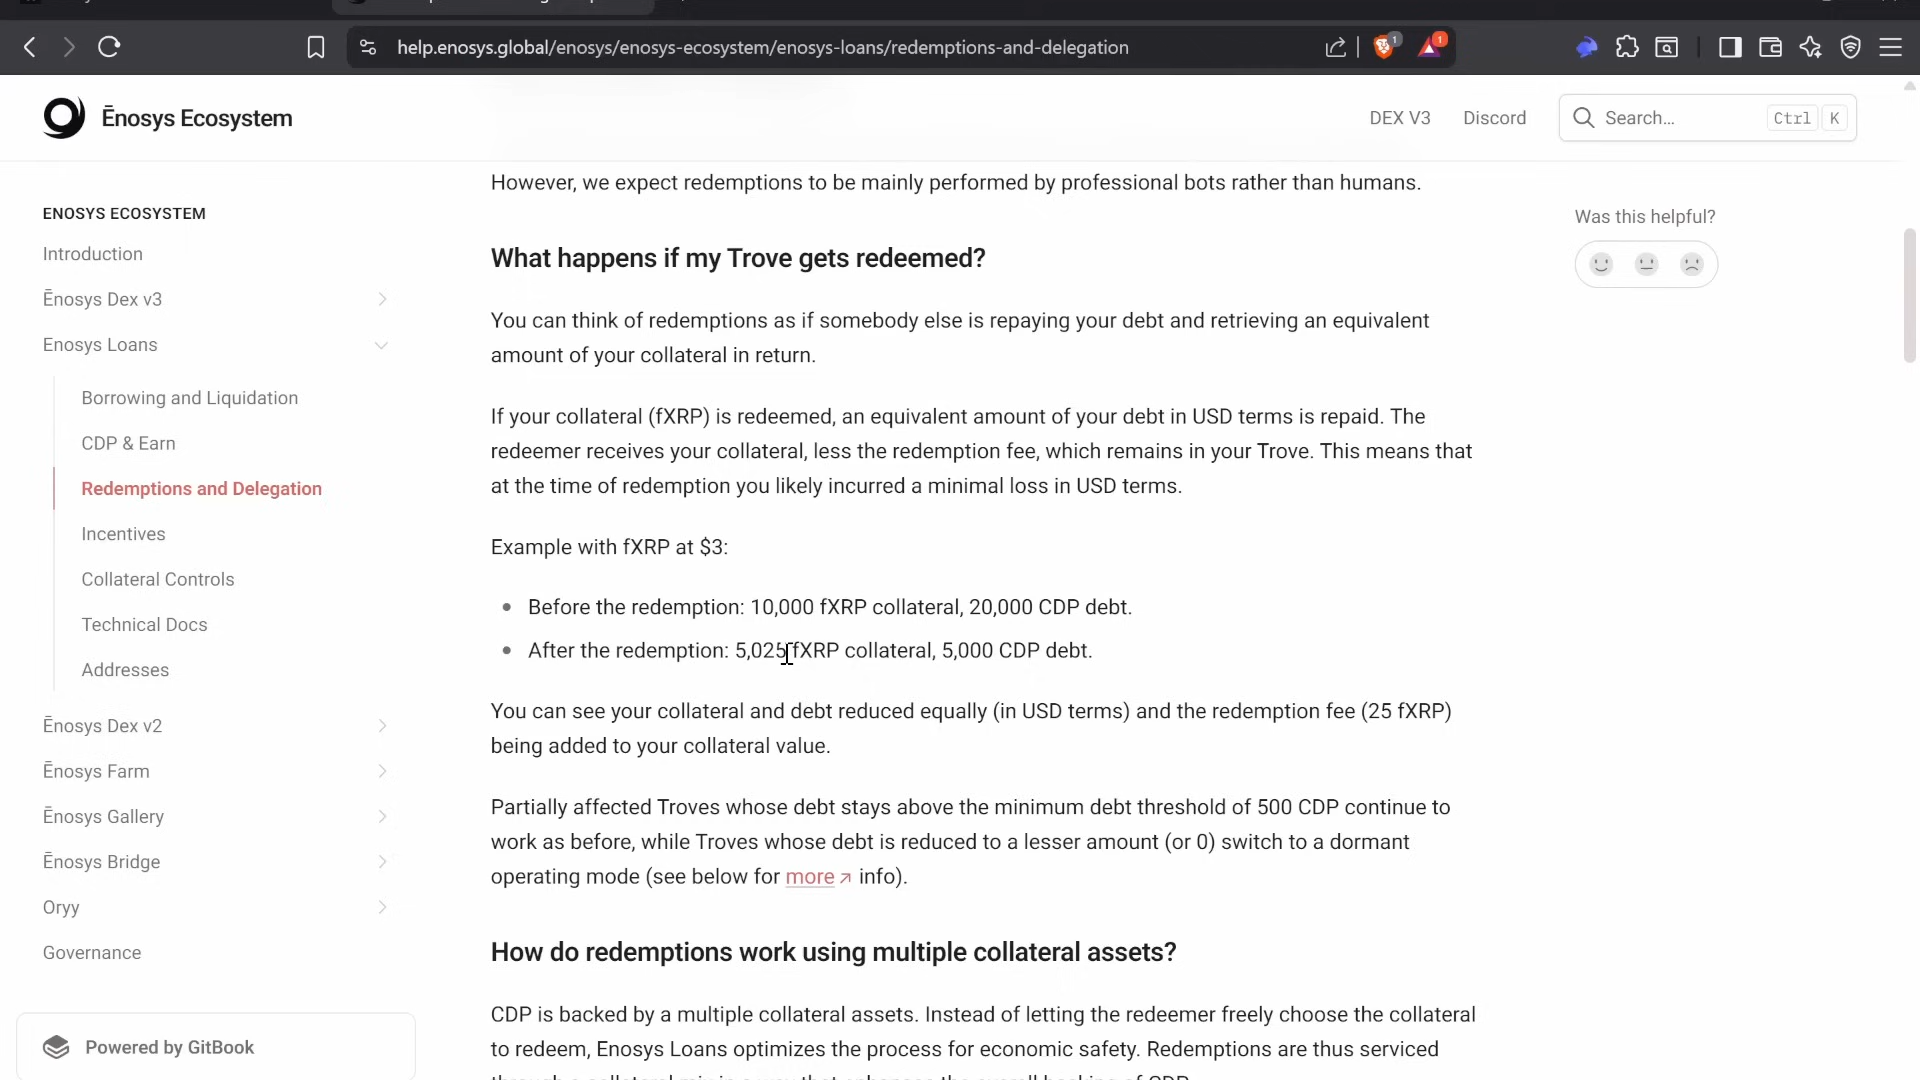 help.enosys.global/enosys/enosys-ecosystem/enosys-loans/redemptions-and-delegation
1
1
Ēnosys Ecosystem
DEX V3
Discord
Search...
Ctrl
K
ENOSYS ECOSYSTEM
Introduction
Ēnosys Dex v3
Enosys Loans
Borrowing and Liquidation
CDP & Earn
Redemptions and Delegation
Incentives
Collateral Controls
Technical Docs
Addresses
Ēnosys Dex v2
Ēnosys Farm
Ēnosys Gallery
Ēnosys Bridge
Oryy
Governance
Powered by GitBook
However, we expect redemptions to be mainly performed by professional bots rather than humans.
What happens if my Trove gets redeemed?
You can think of redemptions as if somebody else is repaying your debt and retrieving an equivalent
amount of your collateral in return.
If your collateral (fXRP) is redeemed, an equivalent amount of your debt in USD terms is repaid. The
redeemer receives your collateral, less the redemption fee, which remains in your Trove. This means that
at the time of redemption you likely incurred a minimal loss in USD terms.
Example with fXRP at $3:
• Before the redemption: 10,000 fXRP collateral, 20,000 CDP debt.
• After the redemption: 5,025 fXRP collateral, 5,000 CDP debt.
You can see your collateral and debt reduced equally (in USD terms) and the redemption fee (25 fXRP)
being added to your collateral value.
Partially affected Troves whose debt stays above the minimum debt threshold of 500 CDP continue to
work as before, while Troves whose debt is reduced to a lesser amount (or 0) switch to a dormant
operating mode (see below for more info).
How do redemptions work using multiple collateral assets?
CDP is backed by a multiple collateral assets. Instead of letting the redeemer freely choose the collateral
to redeem, Enosys Loans optimizes the process for economic safety. Redemptions are thus serviced
Was this helpful?